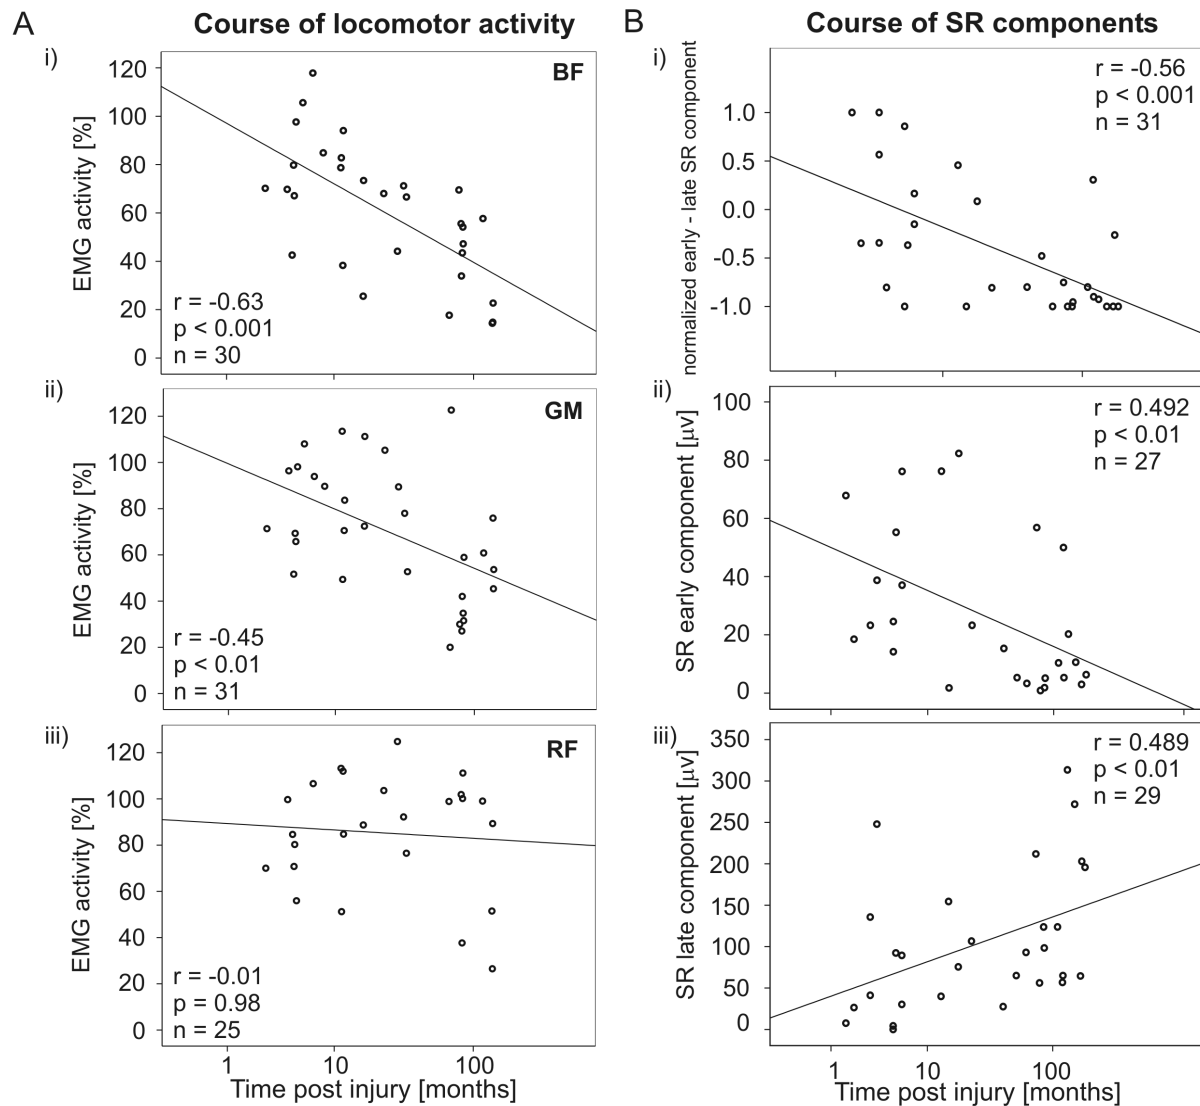 A
Course of locomotor activity
i)
BF
EMG activity [%]
120
100
80
60
40
20
0
r = -0.63
p < 0.001
n = 30
ii)
GM
EMG activity [%]
120
100
80
60
40
20
0
r = -0.45
p < 0.01
n = 31
iii)
RF
EMG activity [%]
120
100
80
60
40
20
0
r = -0.01
p = 0.98
n = 25
1 10 100
Time post injury [months]
B
Course of SR components
i)
normalized early - late SR component
1.0
0.5
0.0
-0.5
-1.0
r = -0.56
p < 0.001
n = 31
ii)
SR early component [μv]
100
80
60
40
20
0
r = 0.492
p < 0.01
n = 27
iii)
SR late component [μv]
350
300
250
200
150
100
50
0
r = 0.489
p < 0.01
n = 29
1 10 100
Time post injury [months]